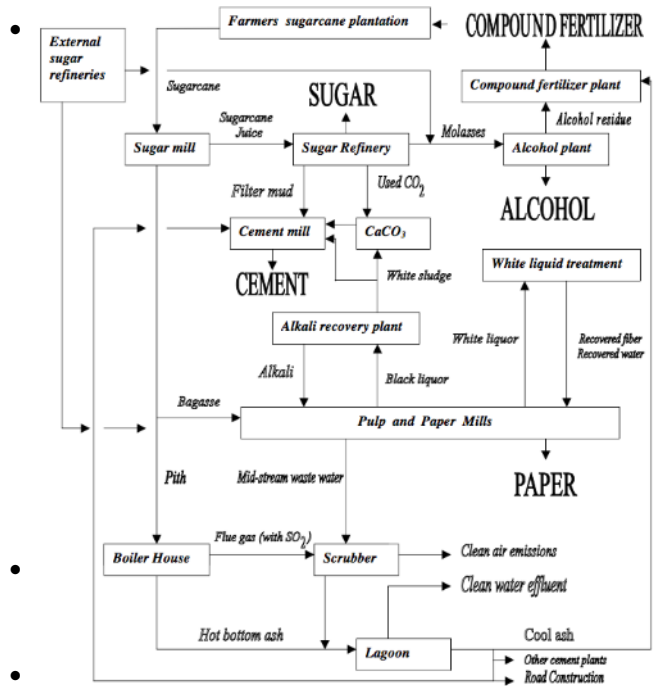 Farmers sugarcane plantation
COMPOUND FERTILIZER
External
sugar
refineries
Sugarcane
SUGAR
Compound fertilizer plant
Sugarcane
Juice
Molasses
Alcohol residue
Sugar mill
Sugar Refinery
Alcohol plant
Filter mud
Used CO2
ALCOHOL
Cement mill
CaCO3
White liquid treatment
CEMENT
White sludge
Alkali recovery plant
White liquor
Recovered fiber
Recovered water
Alkali
Black liquor
Bagasse
Pulp and Paper Mills
Pith
Mid-stream waste water
PAPER
Flue gas (with SO2)
Boiler House
Scrubber
Clean air emissions
Clean water effluent
Hot bottom ash
Lagoon
Cool ash
Other cement plants
Road Construction